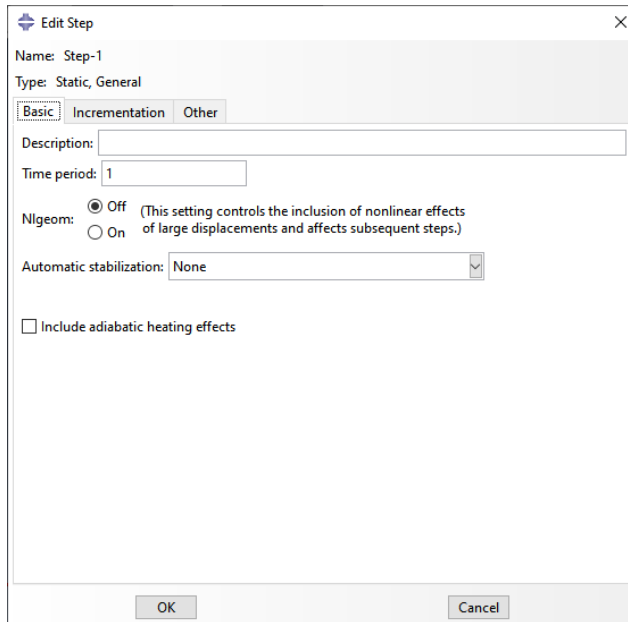 Edit Step
Name: Step-1
Type: Static, General
Basic Incrementation Other
Description:
Time period: 1
Nlgeom: Off (This setting controls the inclusion of nonlinear effects
On of large displacements and affects subsequent steps.)
Automatic stabilization: None
Include adiabatic heating effects
OK Cancel